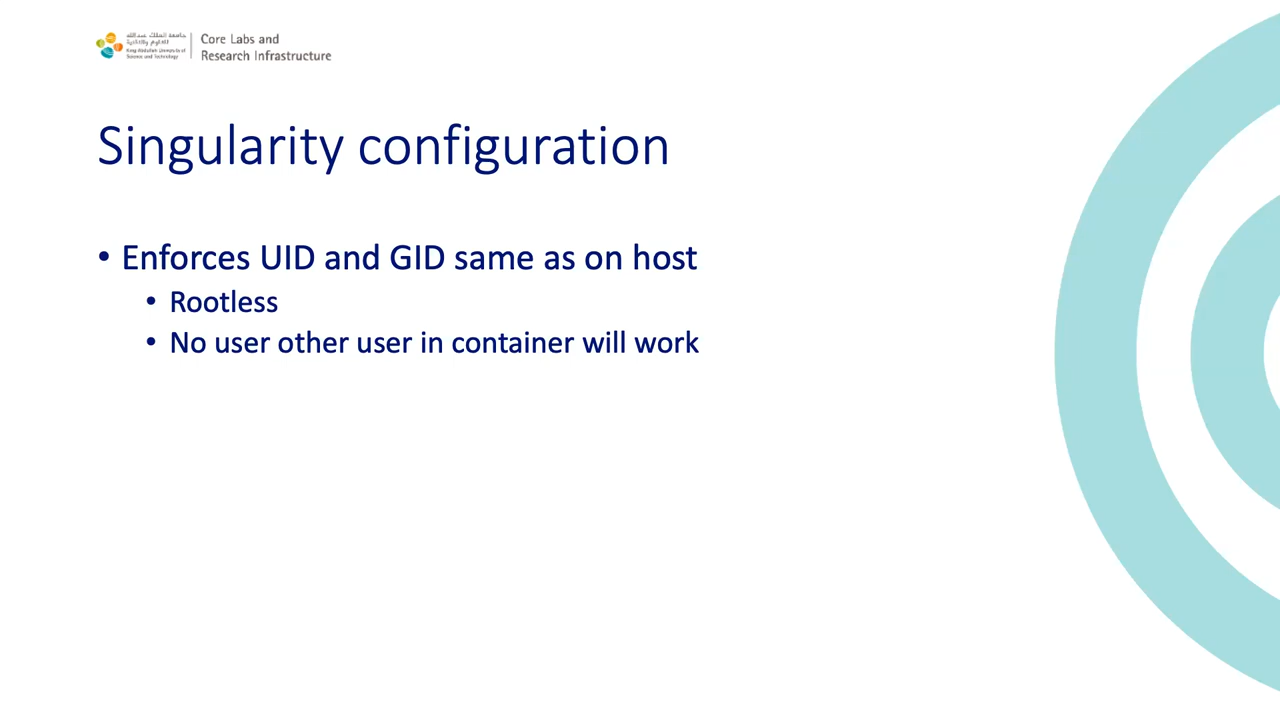 جامعة الملك عبدالله
للعلوم والتقنية
King Abdullah University of
Science and Technology
Core Labs and
Research Infrastructure
Singularity configuration
• Enforces UID and GID same as on host
• Rootless
• No user other user in container will work